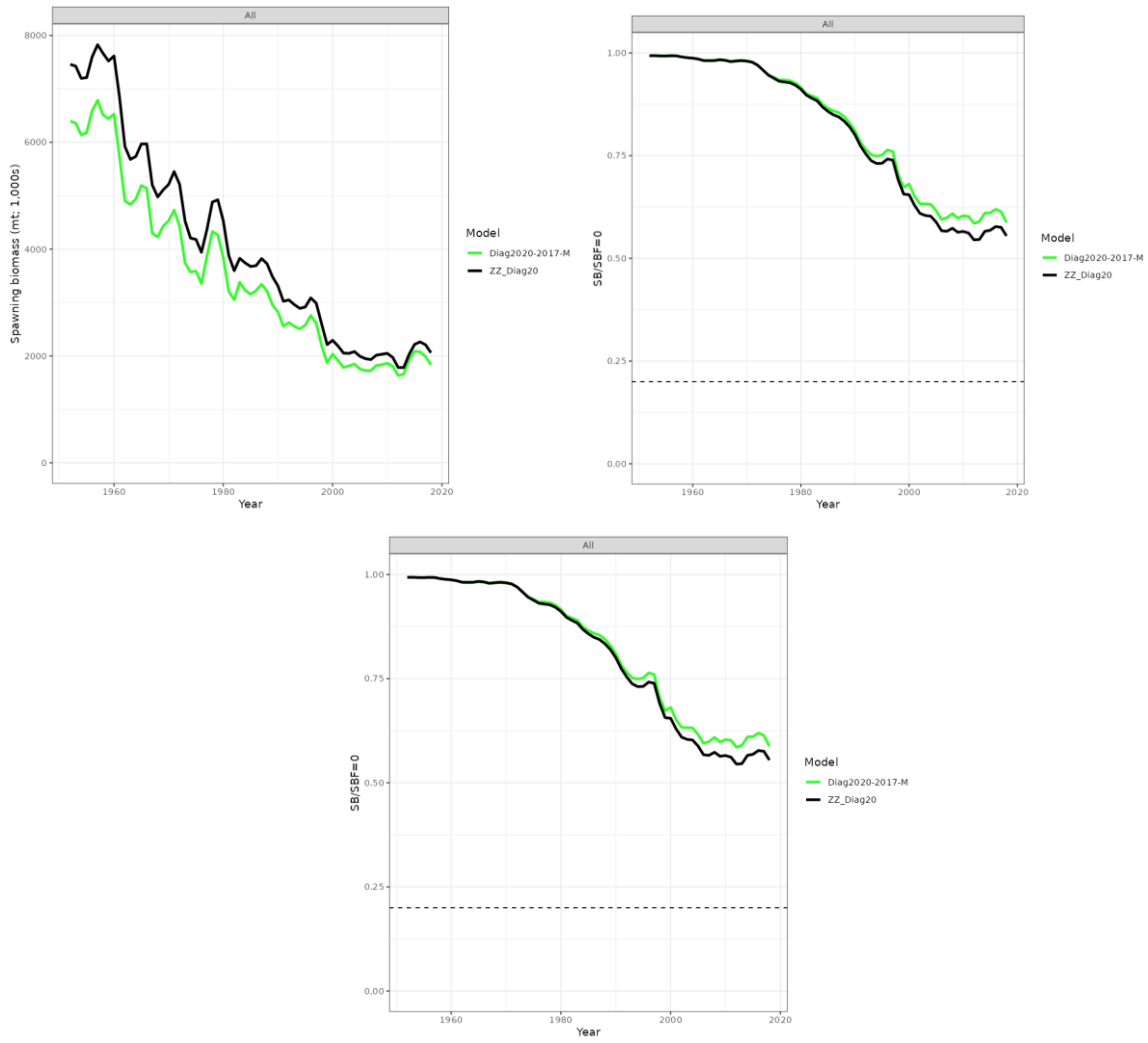 All
8000
6000
4000
2000
0
1960
1980
2000
2020
Year
Spawning biomass (mt; 1,000s)
Model
Diag2020-2017-M
ZZ_Diag20
All
1.00
0.75
0.50
0.25
0.00
1960
1980
2000
2020
Year
SB/SBF=0
Model
Diag2020-2017-M
ZZ_Diag20
All
1.00
0.75
0.50
0.25
0.00
1960
1980
2000
2020
Year
SB/SBF=0
Model
Diag2020-2017-M
ZZ_Diag20